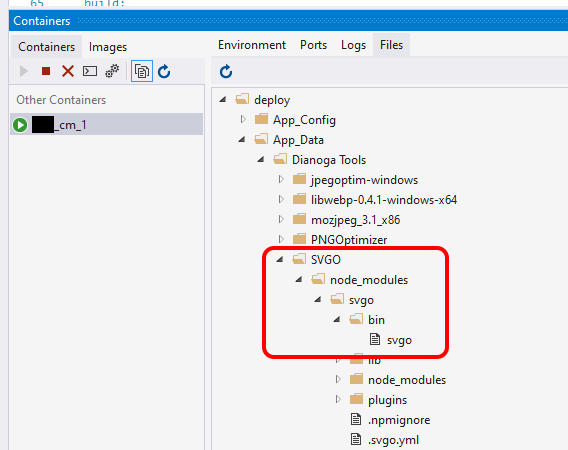 65 build:
Containers
Containers Images
Environment Ports Logs Files
Other Containers
_cm_1
deploy
App_Config
App_Data
Dianoga Tools
jpegoptim-windows
libwebp-0.4.1-windows-x64
mozjpeg_3.1_x86
PNGOptimizer
SVGO
node_modules
svgo
bin
svgo
lib
node_modules
plugins
.npmignore
.svgo.yml